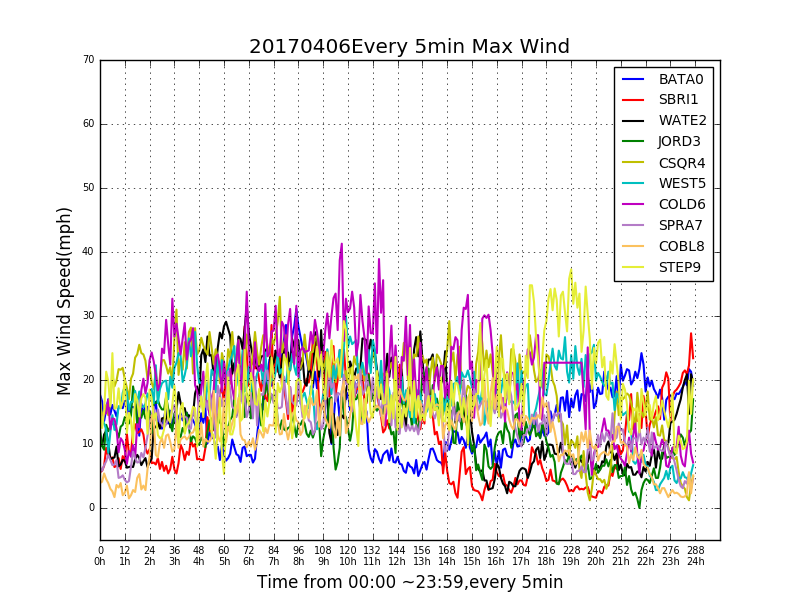 20170406Every 5min Max Wind
70
60
50
40
30
20
10
0
Max Wind Speed(mph)
BATA0
SBRI1
WATE2
JORD3
CSQR4
WEST5
COLD6
SPRA7
COBL8
STEP9
0 12 24 36 48 60 72 84 96 108 120 132 144 156 168 180 192 204 216 228 240 252 264 276 288
0h 1h 2h 3h 4h 5h 6h 7h 8h 9h 10h 11h 12h 13h 14h 15h 16h 17h 18h 19h 20h 21h 22h 23h 24h
Time from 00:00 ~23:59,every 5min